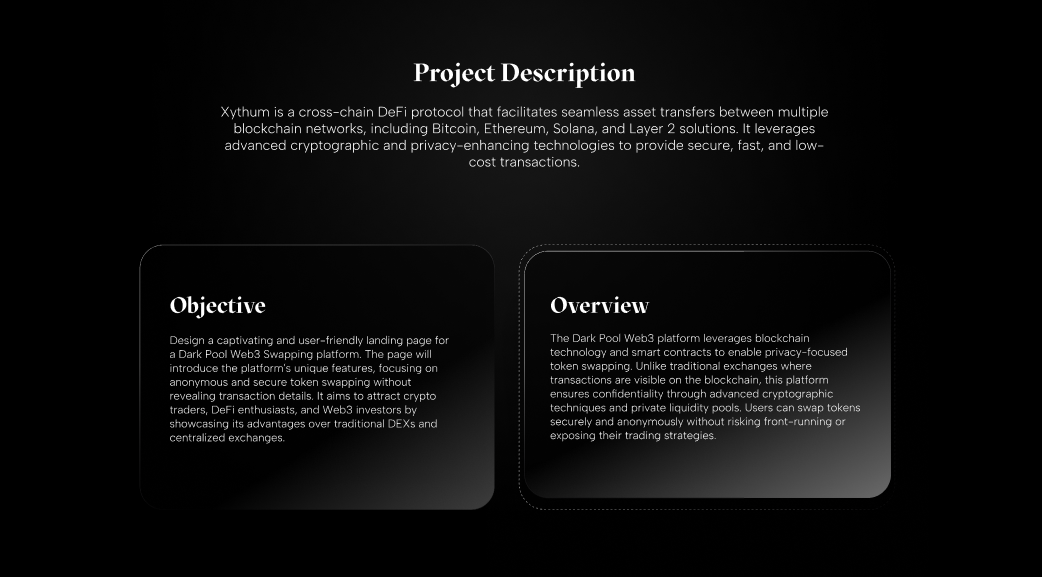 Project Description
Xythum is a cross-chain DeFi protocol that facilitates seamless asset transfers between multiple
blockchain networks, including Bitcoin, Ethereum, Solana, and Layer 2 solutions. It leverages
advanced cryptographic and privacy-enhancing technologies to provide secure, fast, and low-
cost transactions.
Objective
Design a captivating and user-friendly landing page for
a Dark Pool Web3 Swapping platform. The page will
introduce the platform's unique features, focusing on
anonymous and secure token swapping without
revealing transaction details. It aims to attract crypto
traders, DeFi enthusiasts, and Web3 investors by
showcasing its advantages over traditional DEXs and
centralized exchanges.
Overview
The Dark Pool Web3 platform leverages blockchain
technology and smart contracts to enable privacy-focused
token swapping. Unlike traditional exchanges where
transactions are visible on the blockchain, this platform
ensures confidentiality through advanced cryptographic
techniques and private liquidity pools. Users can swap tokens
securely and anonymously without risking front-running or
exposing their trading strategies.